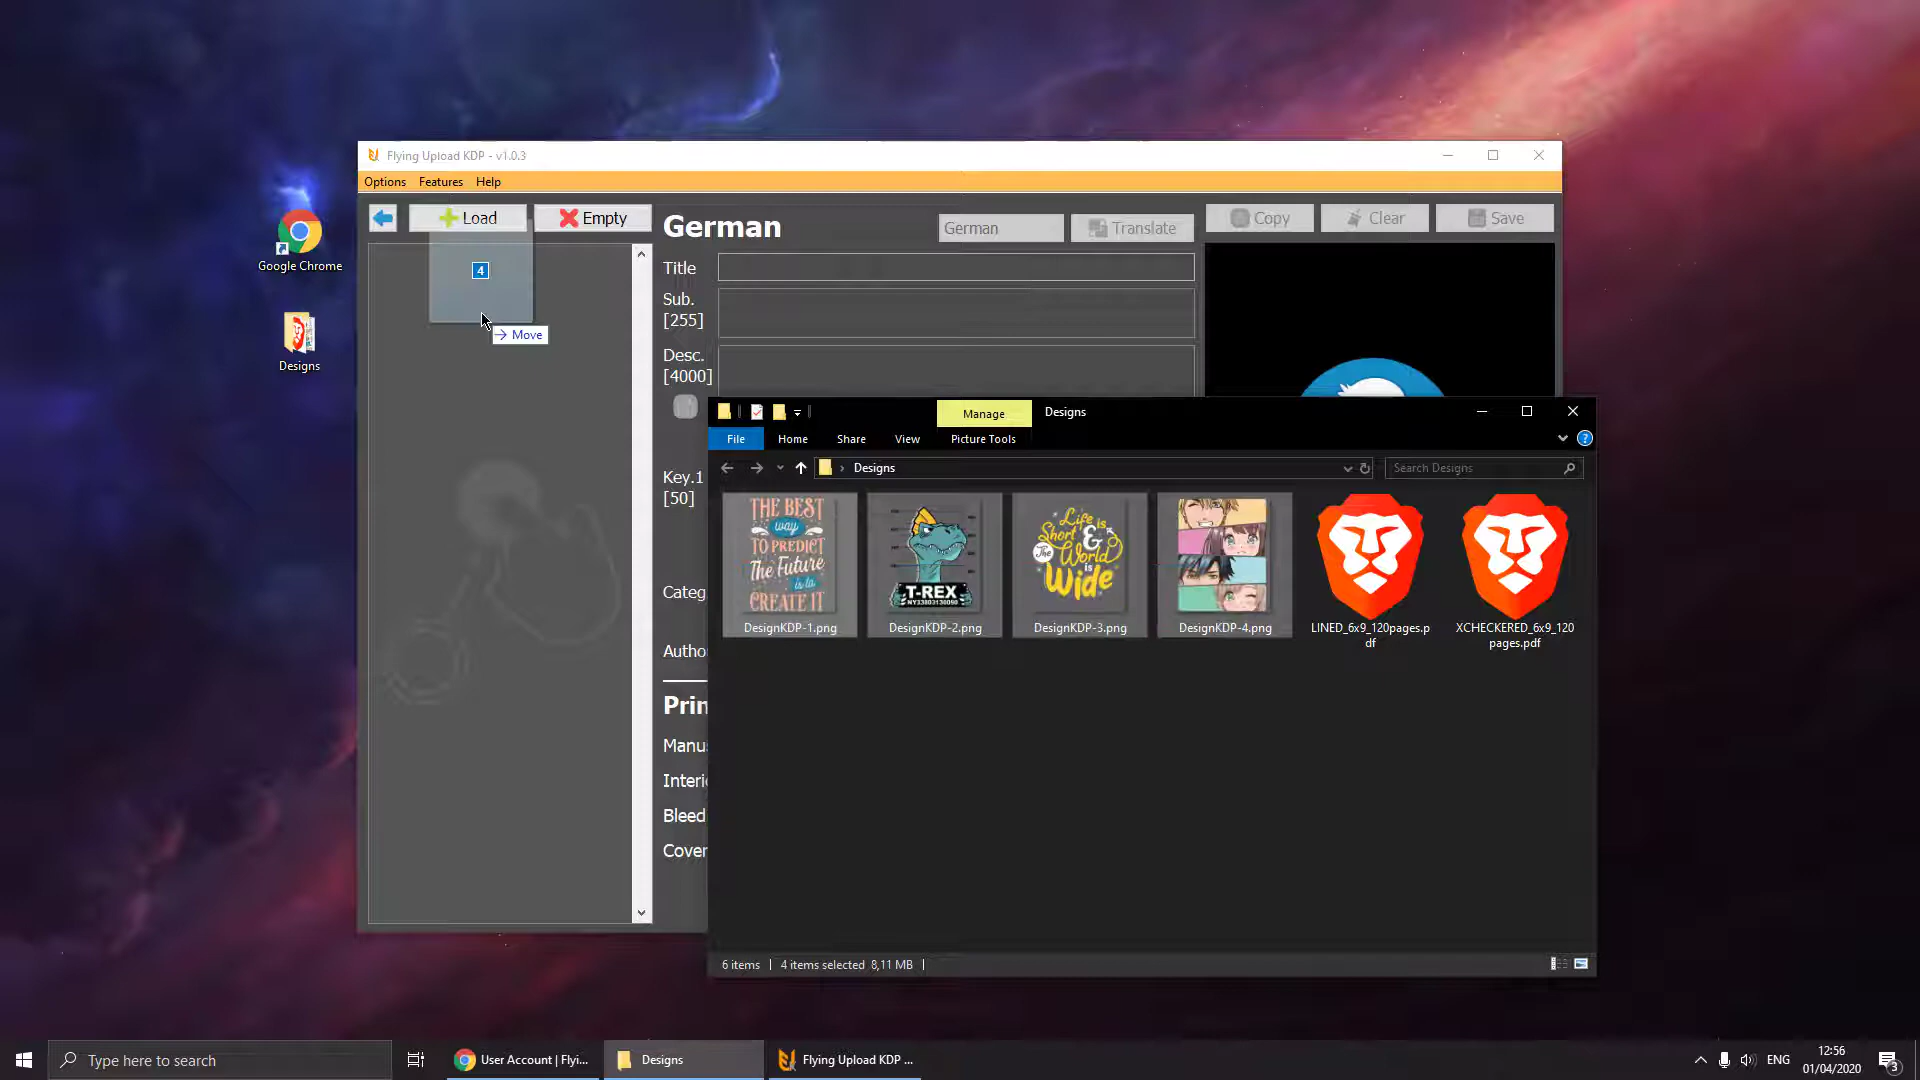 Google Chrome
Designs
Flying Upload KDP - v1.0.3
Options Features Help
Load
Empty
4
Move
German
German
Translate
Copy
Clear
Save
Title
Sub.
[255]
Desc.
[4000]
Key.1
[50]
Categ
Autho
Prin
Manu
Interi
Bleed
Cover
Manage
Designs
File
Home
Share
View
Picture Tools
Designs
Search Designs
THE BEST
way
TO PREDICT
The Future
is to
CREATE IT
DesignKDP-1.png
T-REX
DesignKDP-2.png
Life is
Short &
The World
is
Wide
DesignKDP-3.png
DesignKDP-4.png
LINED_6x9_120pages.p
df
XCHECKERED_6x9_120
pages.pdf
6 items
4 items selected 8,11 MB
Type here to search
User Account | Flyi...
Designs
Flying Upload KDP ...
ENG
12:56
01/04/2020
3